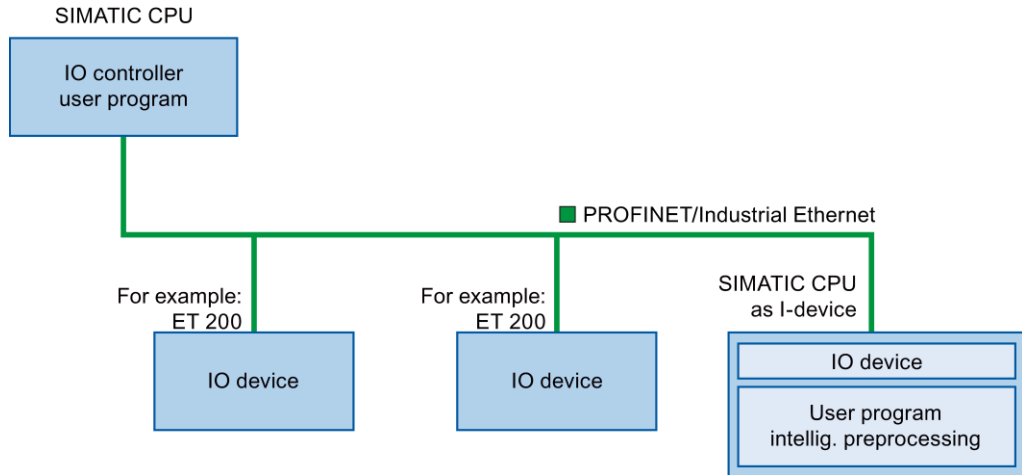 SIMATIC CPU
IO controller
user program
PROFINET/Industrial Ethernet
For example:
ET 200
IO device
For example:
ET 200
IO device
SIMATIC CPU
as I-device
IO device
User program
intellig. preprocessing